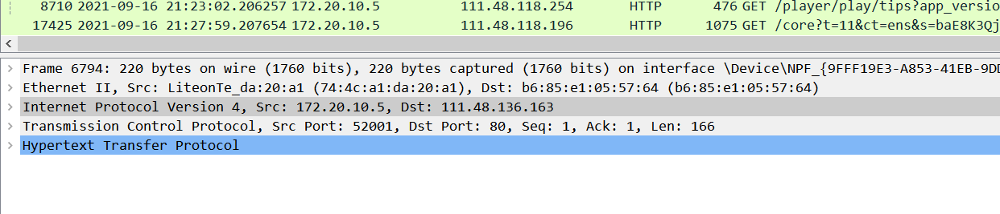 8710 2021-09-16 21:23:02.206257 172.20.10.5 111.48.118.254 HTTP 476 GET /player/play/tips?app_versio
17425 2021-09-16 21:27:59.207654 172.20.10.5 111.48.118.196 HTTP 1075 GET /core?t=11&ct=ens&s=baE8K3Qj
Frame 6794: 220 bytes on wire (1760 bits), 220 bytes captured (1760 bits) on interface \Device\NPF_{9FFF19E3-A853-41EB-9DD
Ethernet II, Src: LiteonTe_da:20:a1 (74:4c:a1:da:20:a1), Dst: b6:85:e1:05:57:64 (b6:85:e1:05:57:64)
Internet Protocol Version 4, Src: 172.20.10.5, Dst: 111.48.136.163
Transmission Control Protocol, Src Port: 52001, Dst Port: 80, Seq: 1, Ack: 1, Len: 166
Hypertext Transfer Protocol